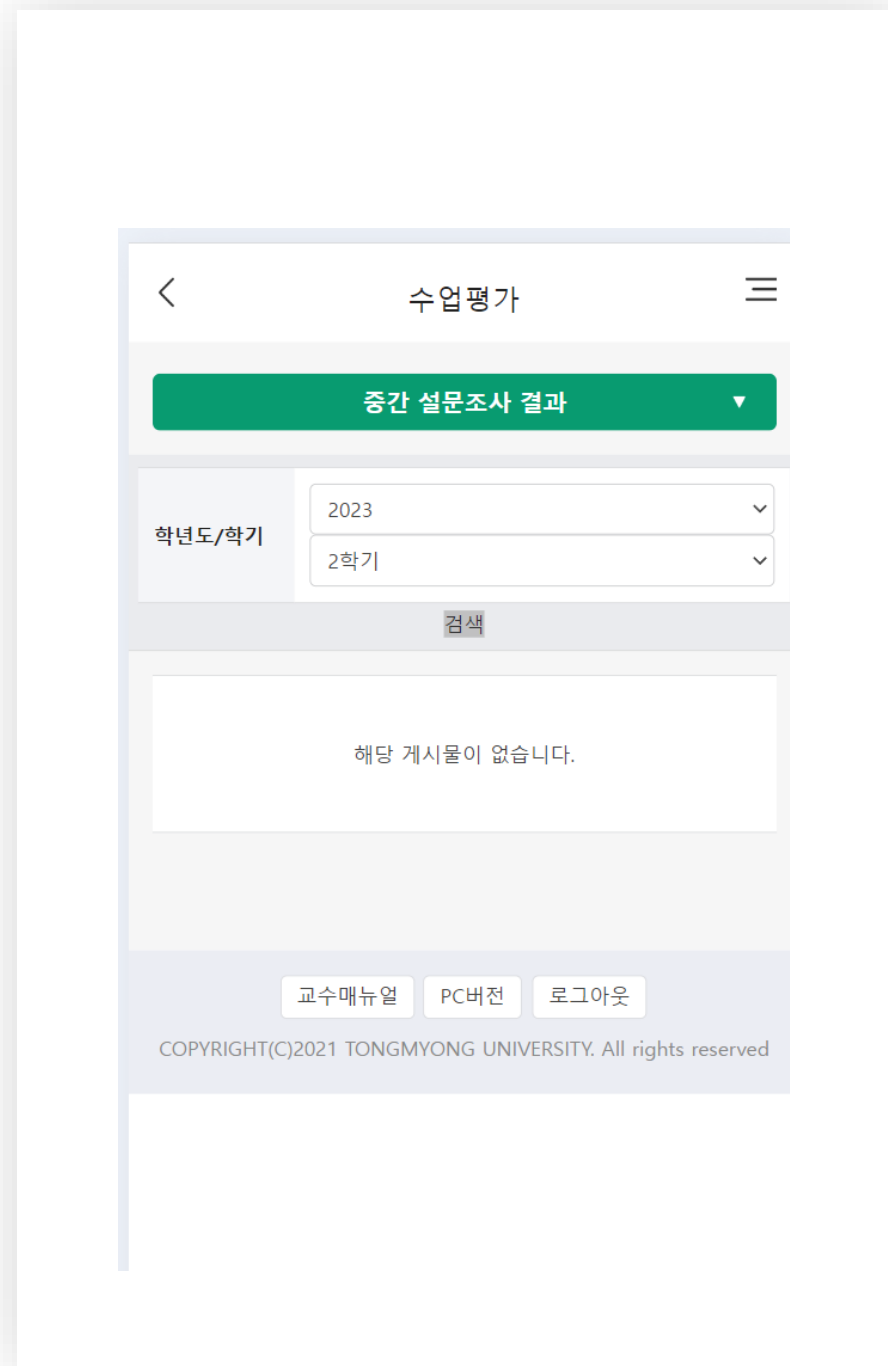 수업평가
중간 설문조사 결과 ▼
학년도/학기
2023
2학기
검색
해당 게시물이 없습니다.
교수매뉴얼 PC버전 로그아웃
COPYRIGHT(C)2021 TONGMYONG UNIVERSITY. All rights reserved